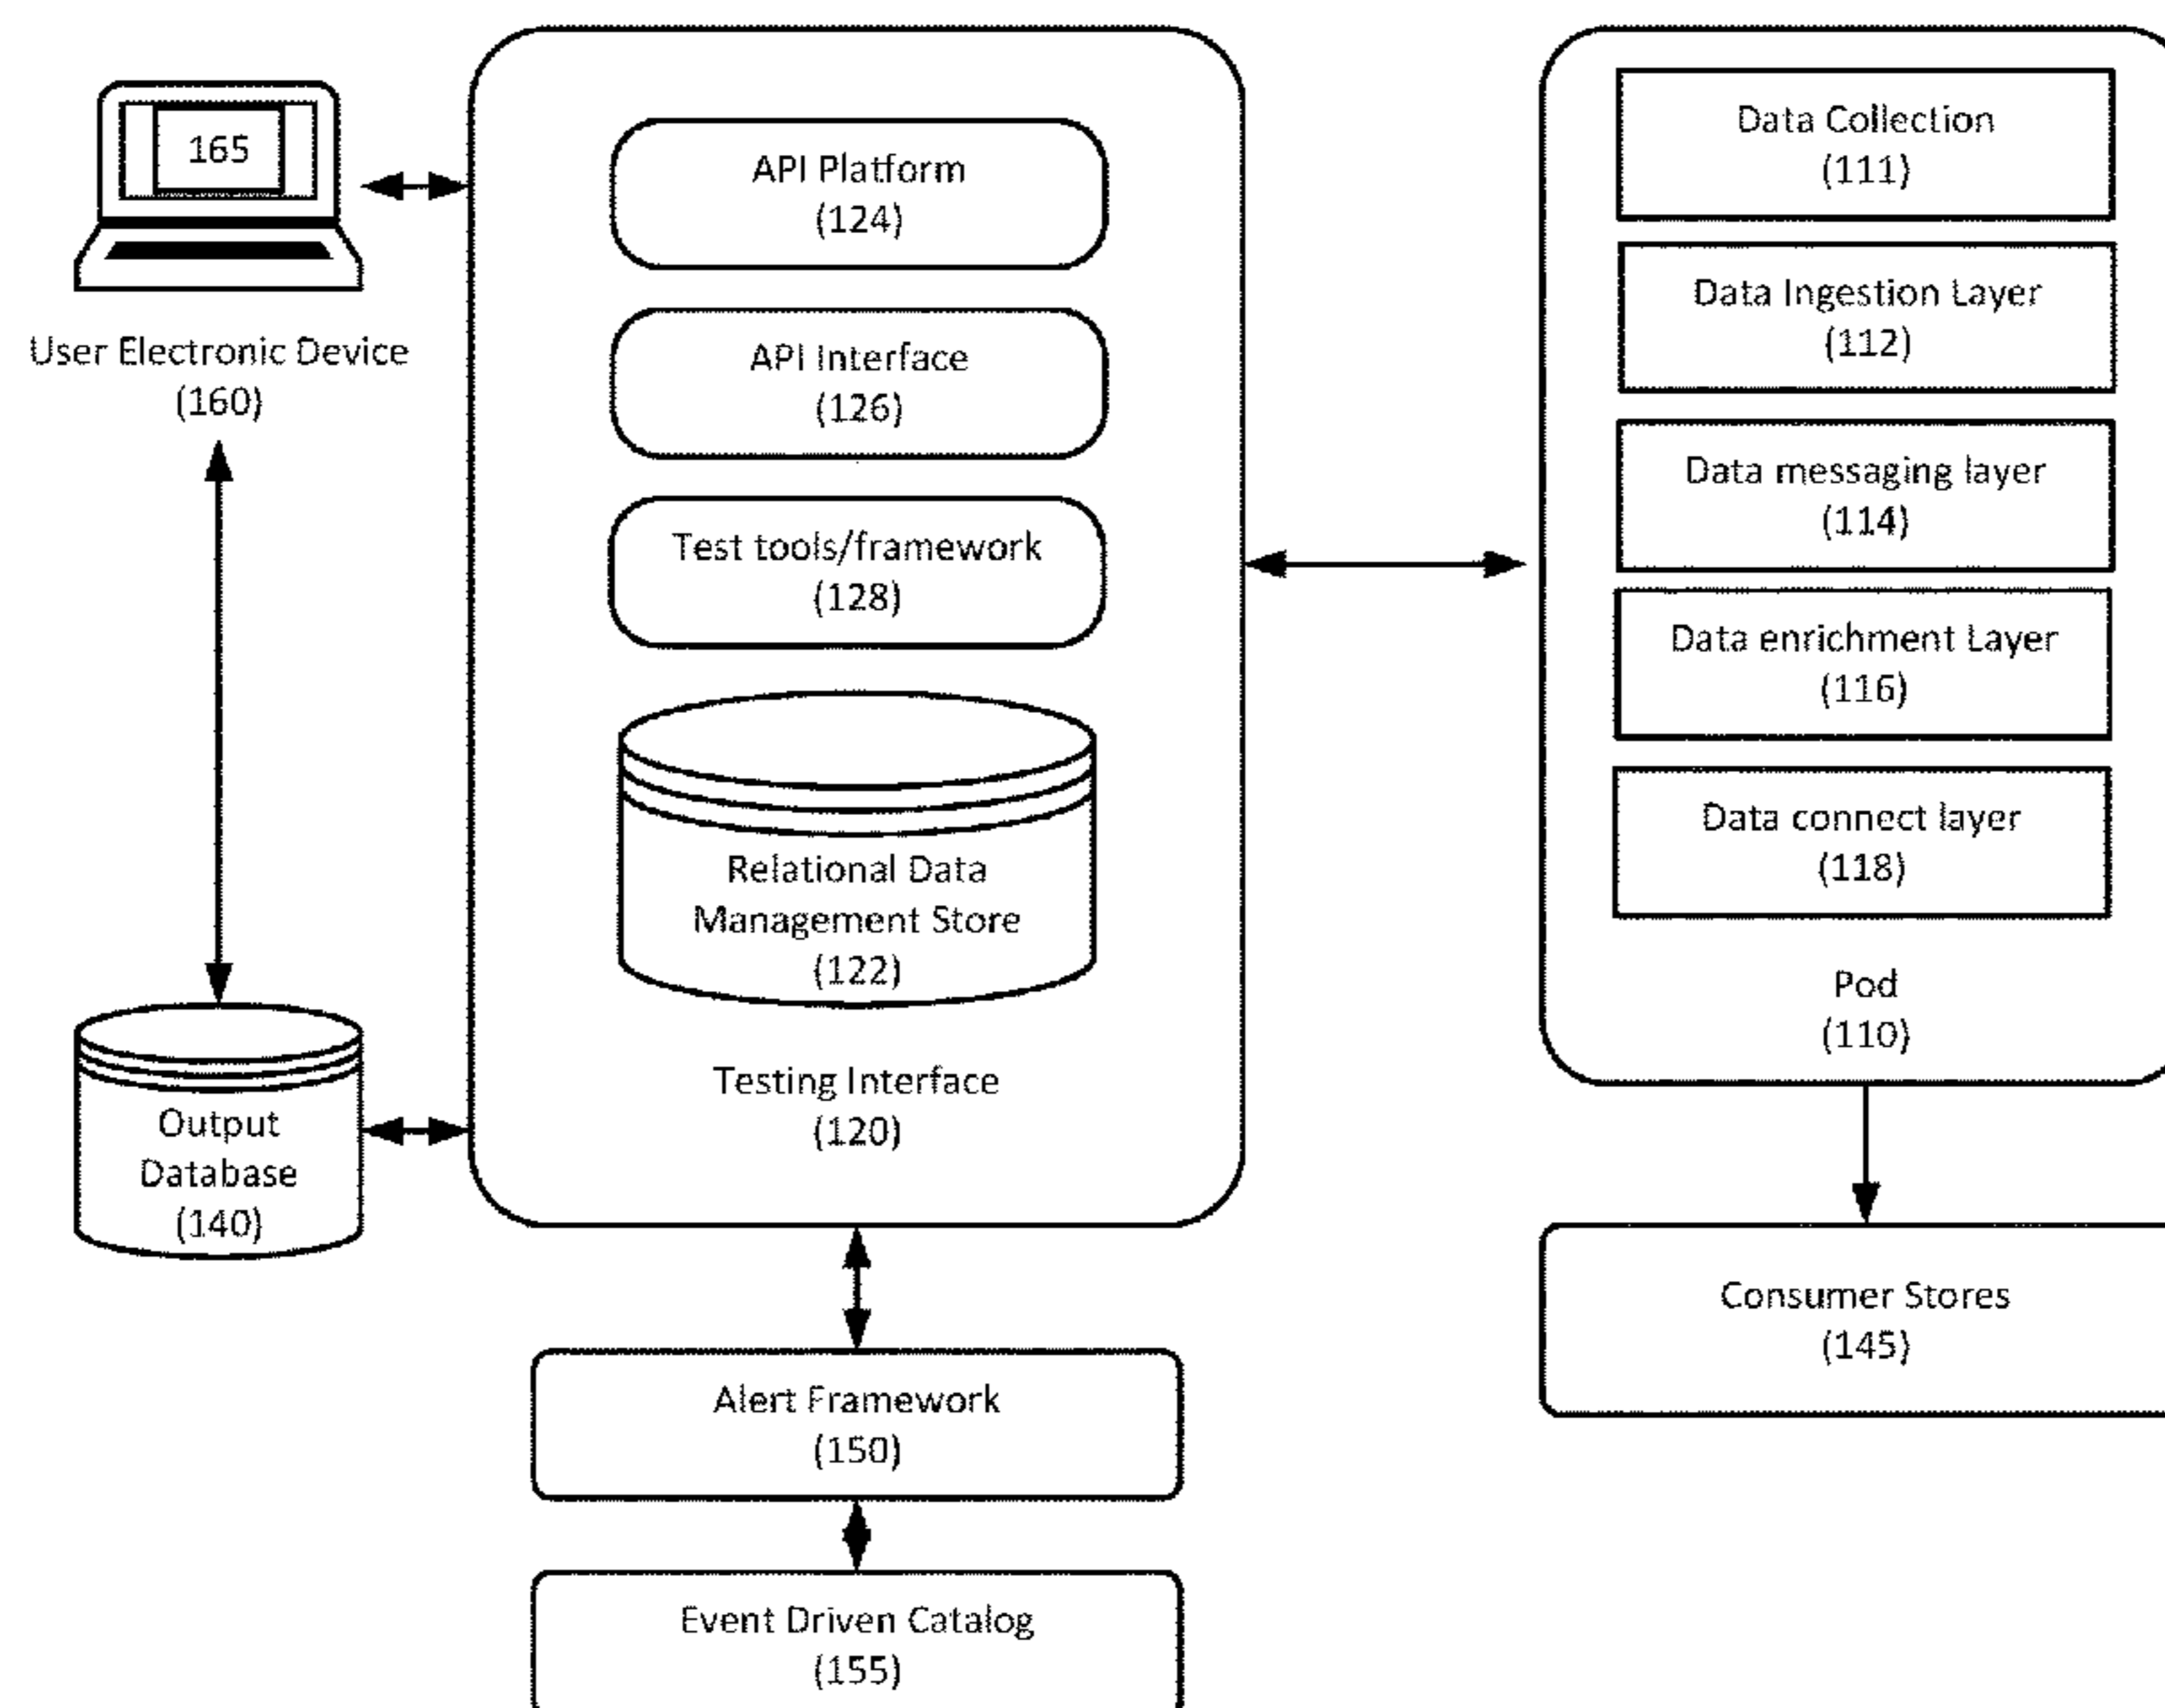 165
User Electronic Device
(160)
Output
Database
(140)
API Platform
(124)
API Interface
(126)
Test tools/framework
(128)
Relational Data
Management Store
(122)
Testing Interface
(120)
Alert Framework
(150)
Event Driven Catalog
(155)
Data Collection
(111)
Data Ingestion Layer
(112)
Data messaging layer
(114)
Data enrichment Layer
(116)
Data connect layer
(118)
Pod
(110)
Consumer Stores
(145)